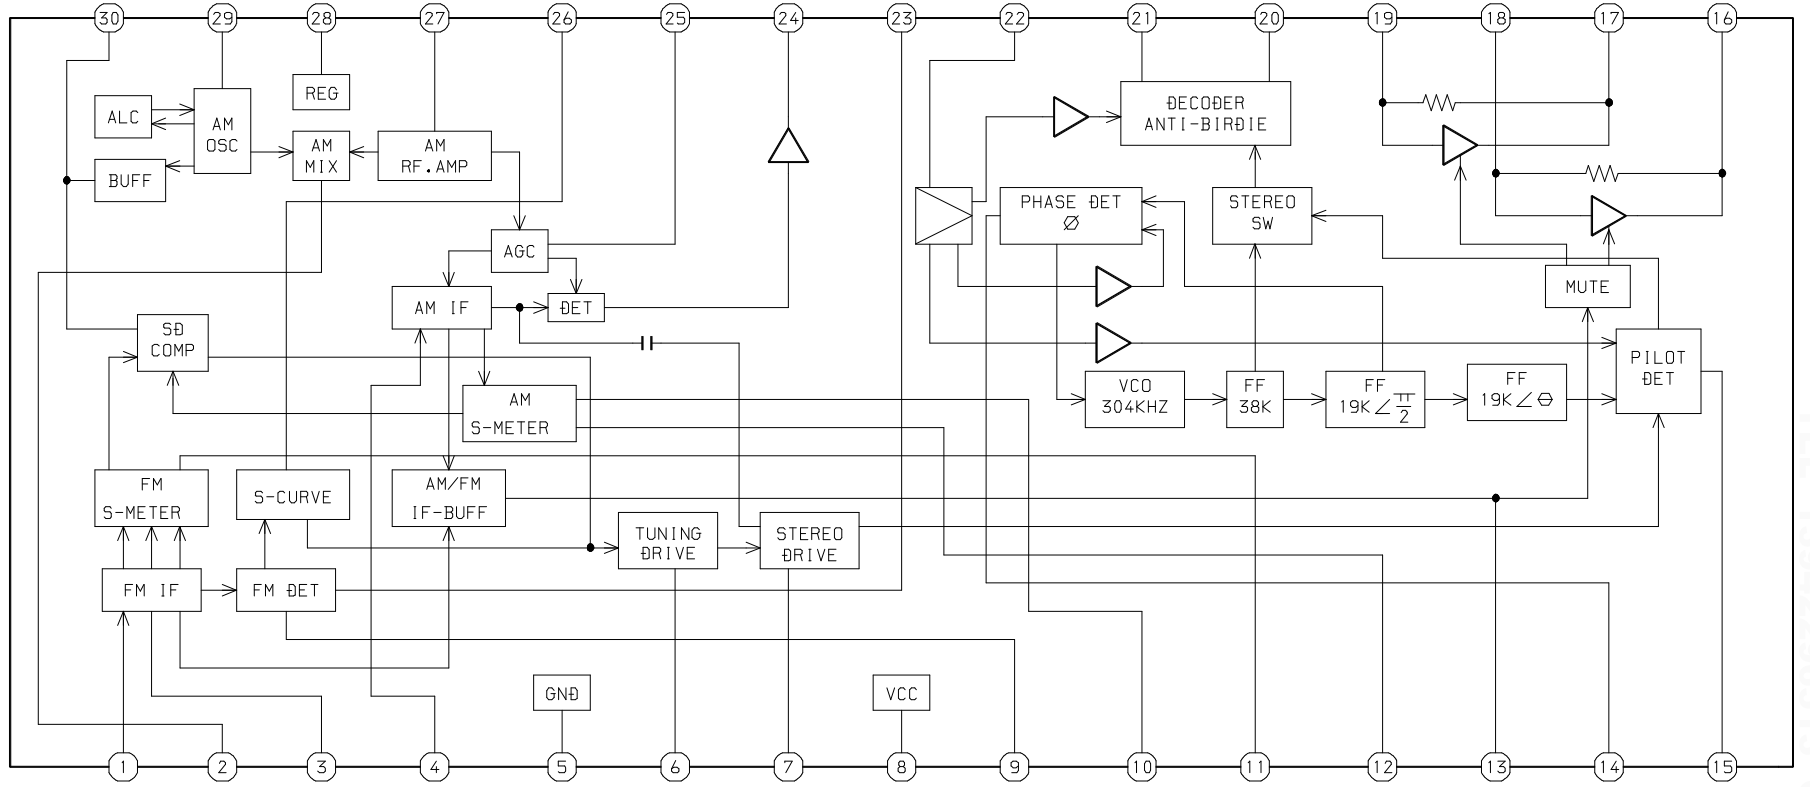 30 29 28 27 26 25 24 23 22 21 20 19 18 17 16
REG
ALC
AM
OSC
BUFF
AM
MIX
AM
RF.AMP
DECODER
ANTI-BIRDIE
PHASE DET
Ø
STEREO
SW
AGC
AM IF
DET
MUTE
SD
COMP
PILOT
DET
AM
S-METER
VCO
304KHZ
FF
38K
FF
19K∠π/2
FF
19K∠⊖
FM
S-METER
S-CURVE
AM/FM
IF-BUFF
TUNING
DRIVE
STEREO
DRIVE
FM IF
FM DET
GND
VCC
1 2 3 4 5 6 7 8 9 10 11 12 13 14 15